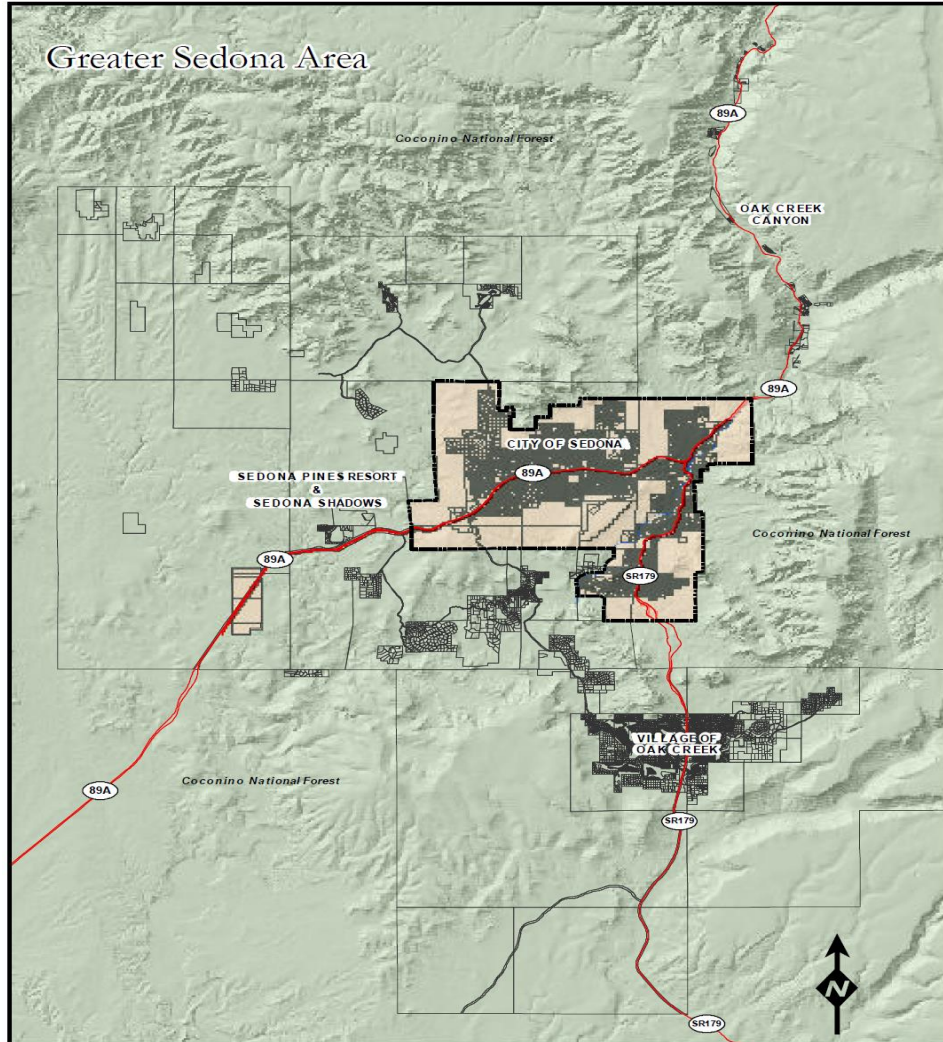 Greater Sedona Area
89A
Coconino National Forest
OAK CREEK
CANYON
89A
CITY OF SEDONA
89A
SEDONA PINES RESORT
&
SEDONA SHADOWS
Coconino National Forest
89A
SR179
VILLAGE OF
OAK CREEK
Coconino National Forest
89A
SR179
N
SR179